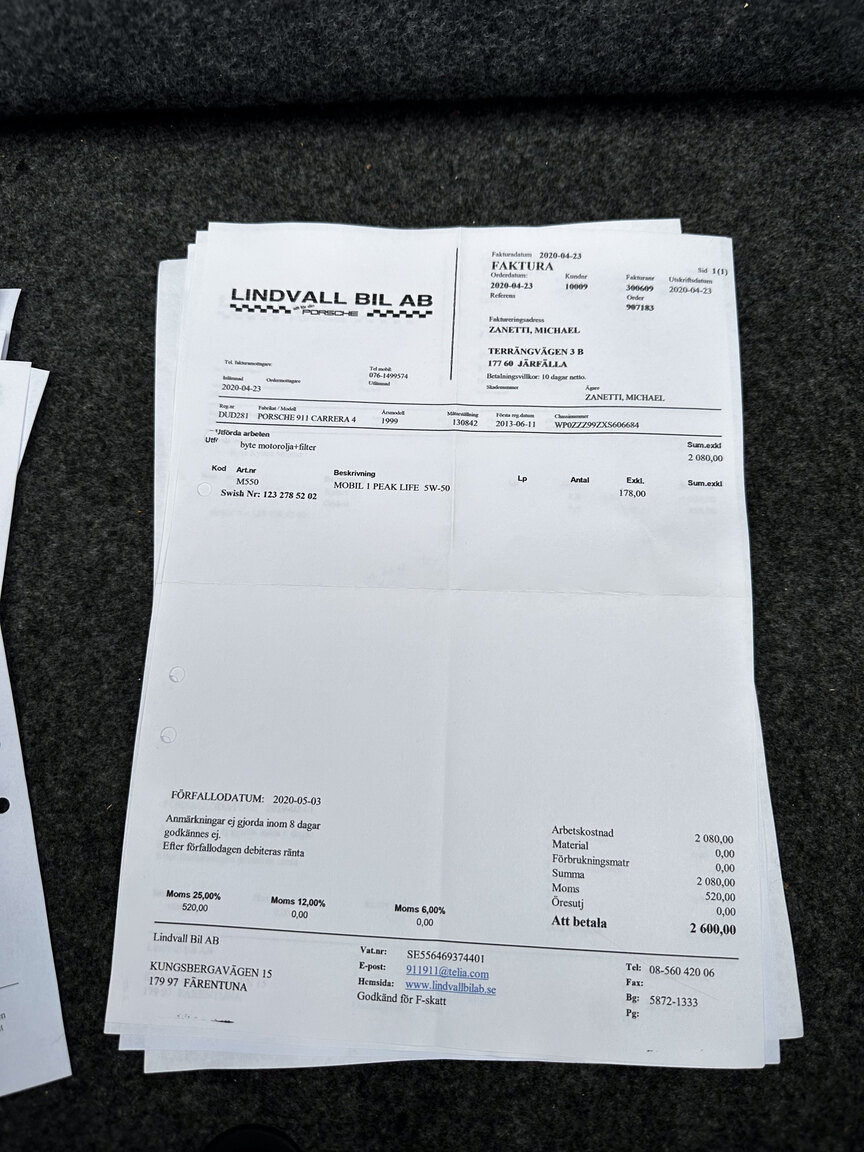 LINDVALL BIL AB
PORSCHE
Fakturadatum 2020-04-23
FAKTURA
Sid 1(1)
Orderdatum: Kundnr Fakturanr Utskriftsdatum
2020-04-23 10009 300609 2020-04-23
Referens Order
907183
Faktureringsadress
ZANETTI, MICHAEL
TERRÄNGVÄGEN 3 B
177 60 JÄRFÄLLA
Betalningsvillkor: 10 dagar netto.
Tel. fakturamottagare: Tel mobil:
076-1499574
Inlämnad Ordermottagare Utlämnad
2020-04-23
Skadenummer Ägare
ZANETTI, MICHAEL
Reg.nr Fabrikat / Modell Årsmodell Mätarställning Första reg.datum Chassinummer
DUD281 PORSCHE 911 CARRERA 4 1999 130842 2013-06-11 WP0ZZZ99ZXS606684
Utförda arbeten Sum.exkl
Utf
byte motorolja+filter 2 080,00
Kod Art.nr Beskrivning Lp Antal Exkl. Sum.exkl
M550 MOBIL 1 PEAK LIFE 5W-50 178,00
Swish Nr: 123 278 52 02
FÖRFALLODATUM: 2020-05-03
Anmärkningar ej gjorda inom 8 dagar
godkännes ej.
Efter förfallodagen debiteras ränta
Arbetskostnad 2 080,00
Material 0,00
Förbrukningsmatr 0,00
Summa 2 080,00
Moms 520,00
Öresutj 0,00
Att betala 2 600,00
Moms 25,00% Moms 12,00% Moms 6,00%
520,00 0,00 0,00
Lindvall Bil AB
KUNGSBERGAVÄGEN 15
179 97 FÄRENTUNA
Vat.nr: SE556469374401
E-post: 911911@telia.com
Hemsida: www.lindvallbilab.se
Godkänd för F-skatt
Tel: 08-560 420 06
Fax:
Bg: 5872-1333
Pg: